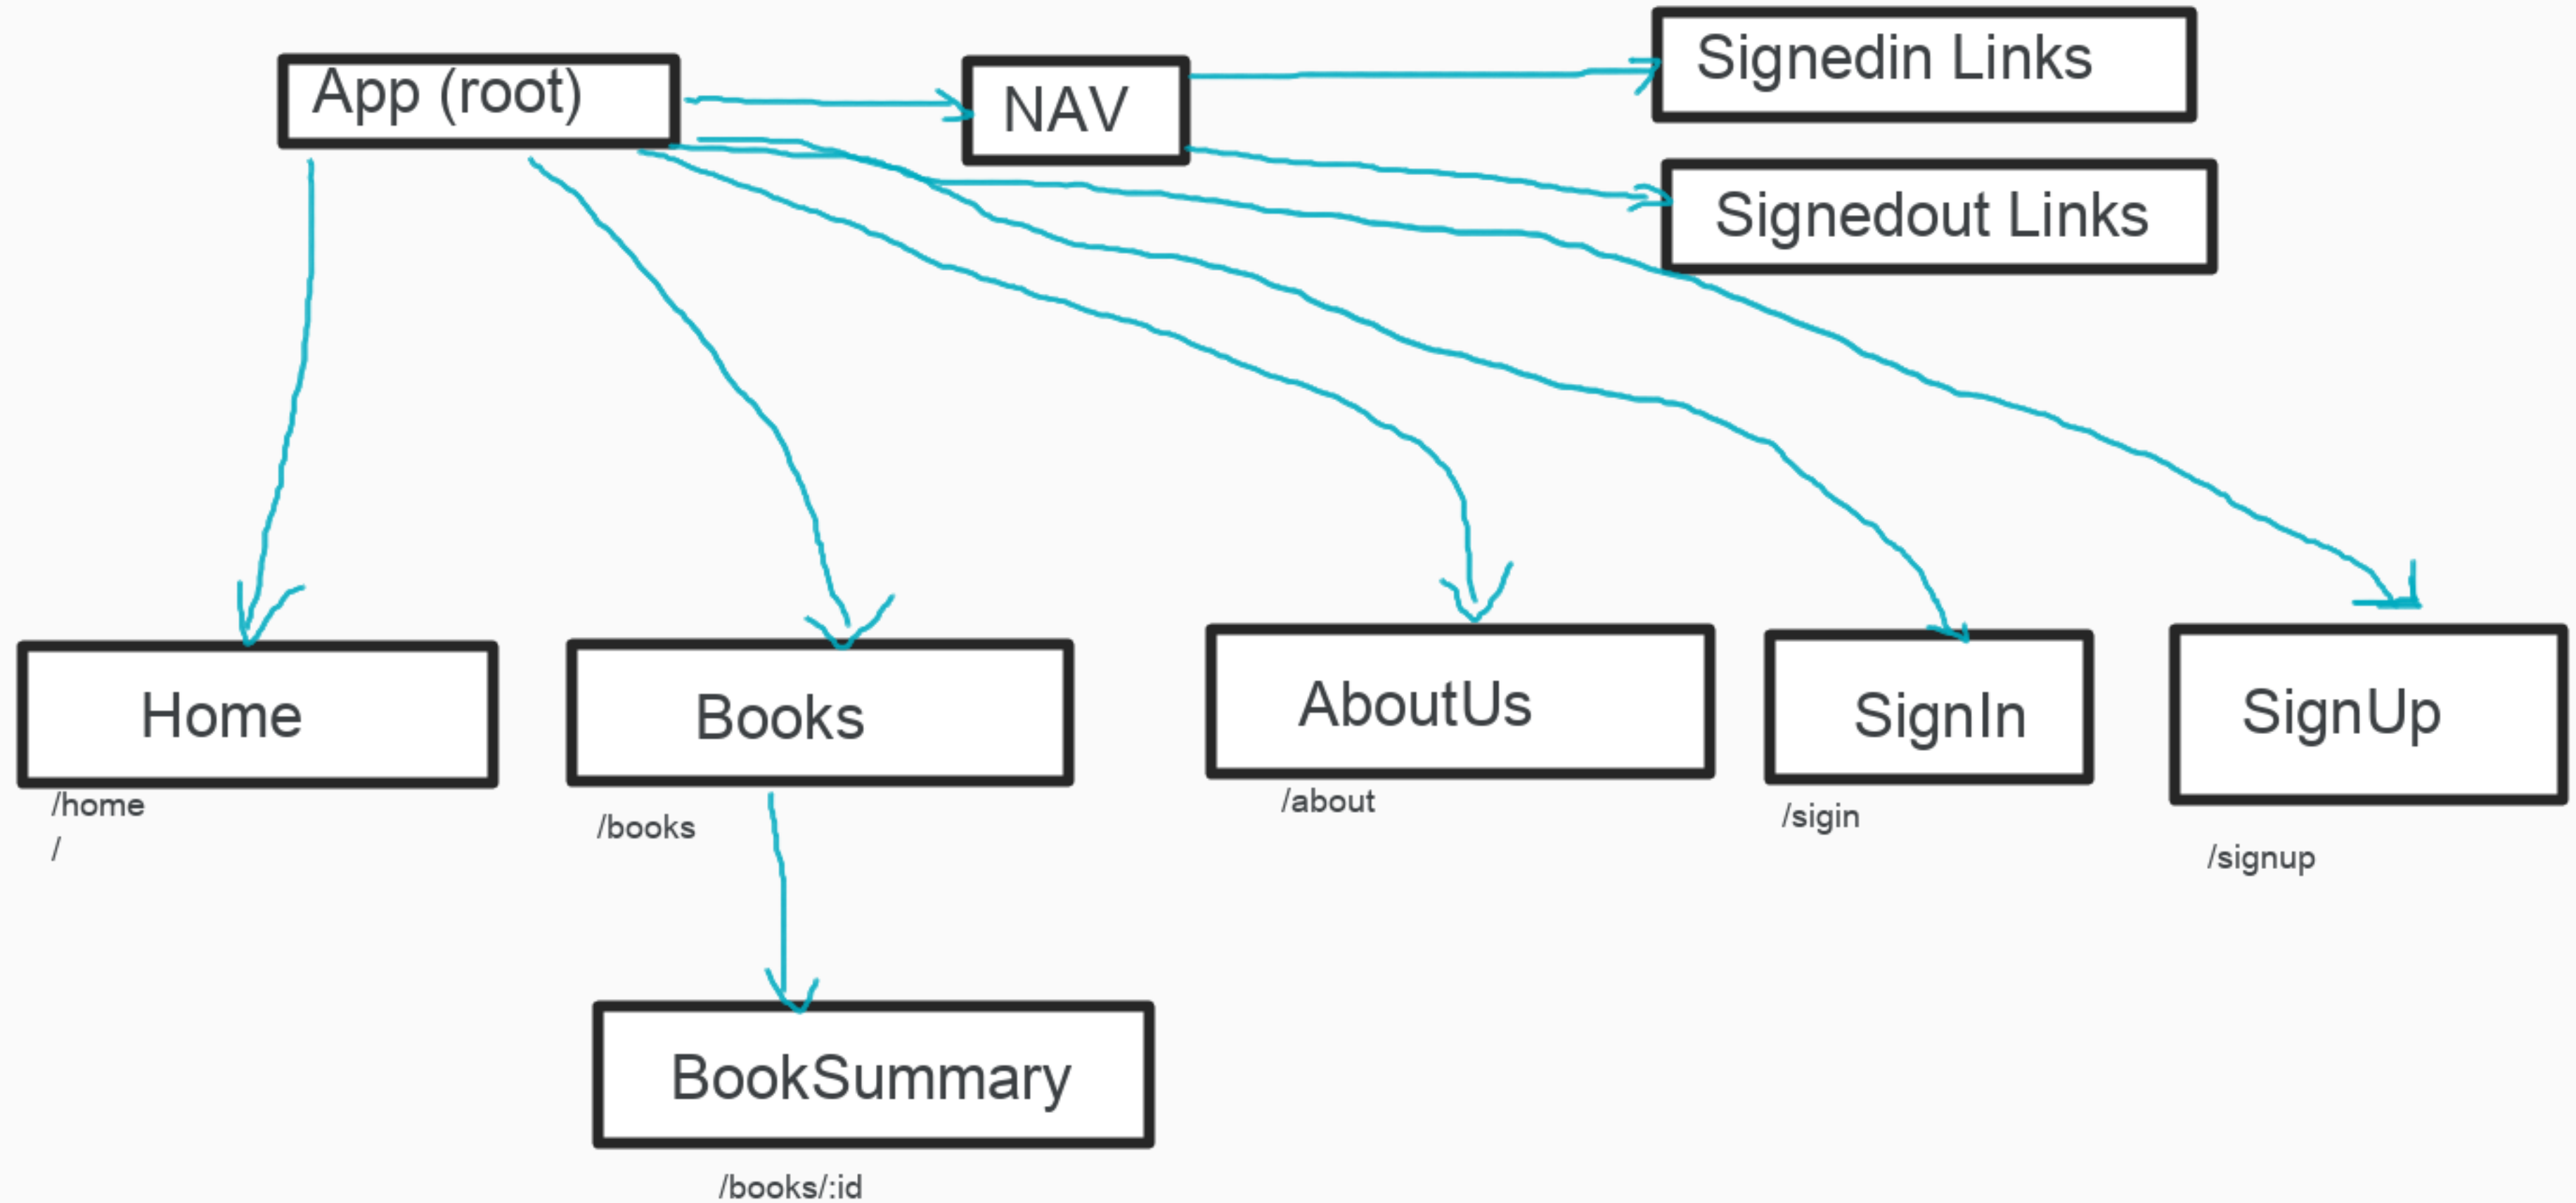 App (root)
NAV
Signedin Links
Signedout Links
Home
Books
AboutUs
SignIn
SignUp
/home
/
/books
/about
/sigin
/signup
BookSummary
/books/:id